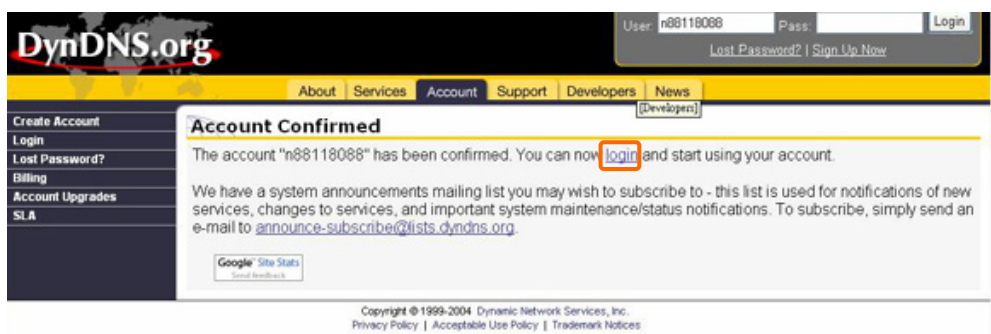 DynDNS.org
User: n88118088 Pass: Login
Lost Password? | Sign Up Now
About Services Account Support Developers News
[Developers]
Create Account
Login
Lost Password?
Billing
Account Upgrades
SLA
Account Confirmed
The account "n88118088" has been confirmed. You can now login and start using your account.
We have a system announcements mailing list you may wish to subscribe to - this list is used for notifications of new
services, changes to services, and important system maintenance/status notifications. To subscribe, simply send an
e-mail to announce-subscribe@lists.dyndns.org.
Google™ Site Stats
Send feedback
Copyright © 1999-2004 Dynamic Network Services, Inc.
Privacy Policy | Acceptable Use Policy | Trademark Notices